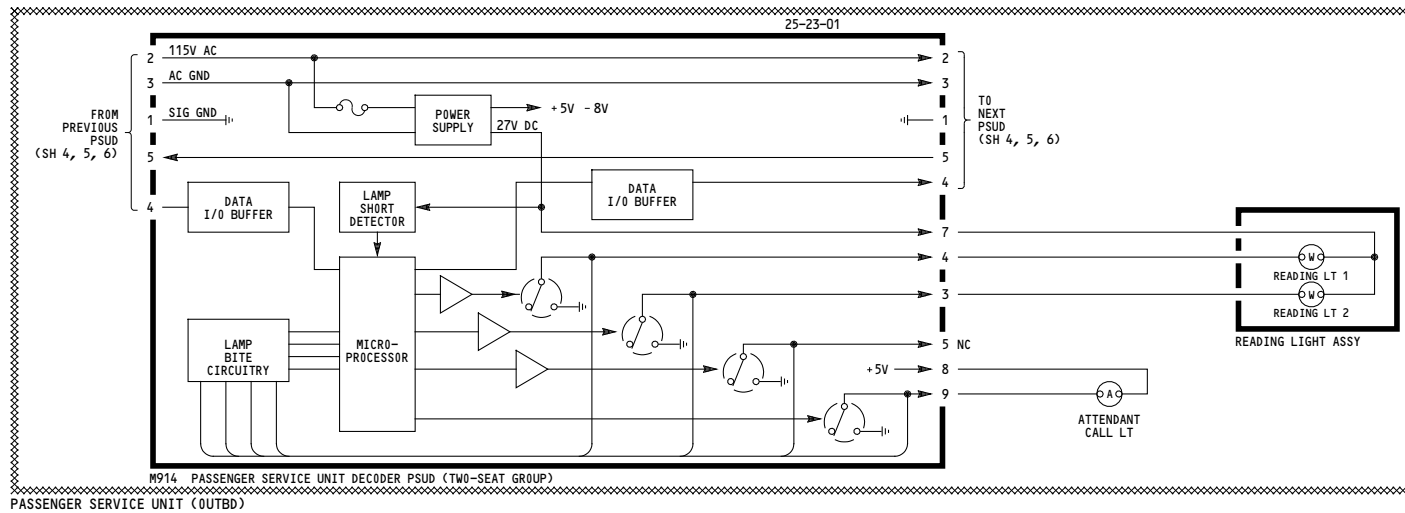 25-23-01
2 115V AC
3 AC GND
1 SIG GND
5
4
FROM
PREVIOUS
PSUD
(SH 4, 5, 6)
POWER
SUPPLY
+5V -8V
27V DC
2
3
1
5
4
TO
NEXT
PSUD
(SH 4, 5, 6)
DATA
I/O BUFFER
LAMP
SHORT
DETECTOR
DATA
I/O BUFFER
7
4
3
5 NC
+5V
8
9
LAMP
BITE
CIRCUITRY
MICRO-
PROCESSOR
W
READING LT 1
W
READING LT 2
READING LIGHT ASSY
A
ATTENDANT
CALL LT
M914 PASSENGER SERVICE UNIT DECODER PSUD (TWO-SEAT GROUP)
PASSENGER SERVICE UNIT (OUTBD)